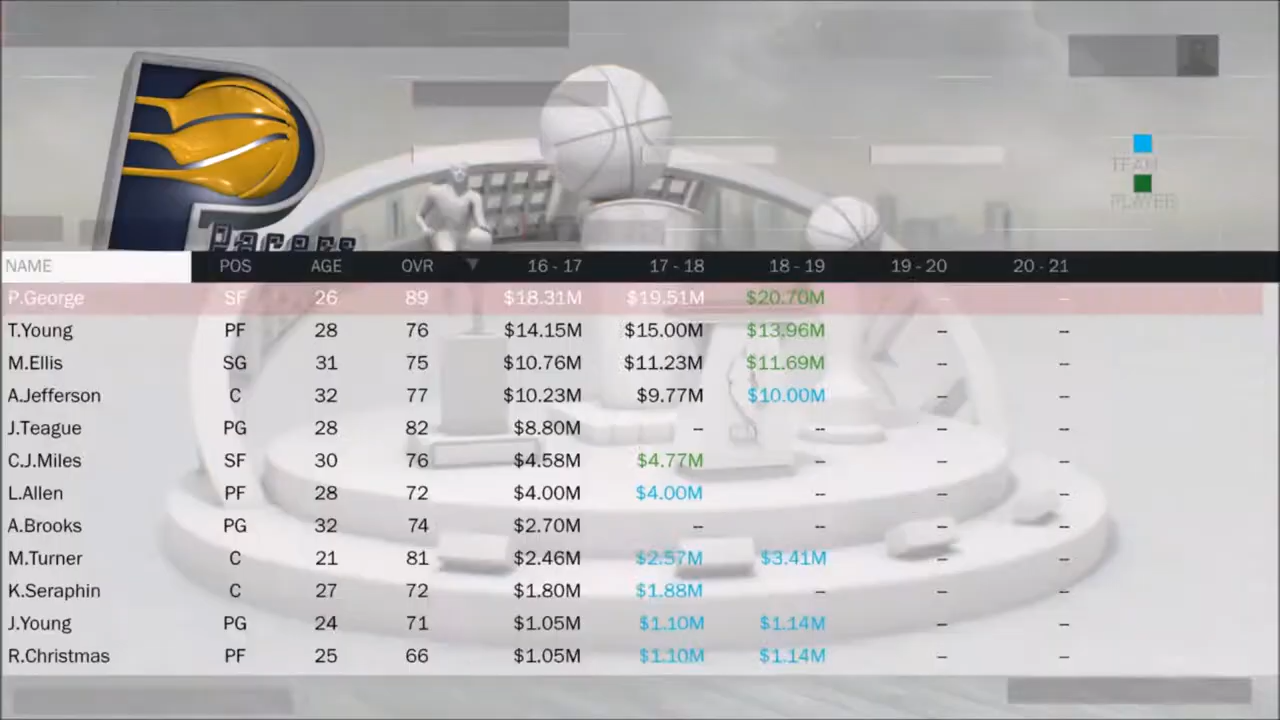 TEAM
PLAYER
PACERS
NAME POS AGE OVR 16 - 17 17 - 18 18 - 19 19 - 20 20 - 21
P.George SF 26 89 $18.31M $19.51M $20.70M – –
T.Young PF 28 76 $14.15M $15.00M $13.96M – –
M.Ellis SG 31 75 $10.76M $11.23M $11.69M – –
A.Jefferson C 32 77 $10.23M $9.77M $10.00M – –
J.Teague PG 28 82 $8.80M – – – –
C.J.Miles SF 30 76 $4.58M $4.77M – – –
L.Allen PF 28 72 $4.00M $4.00M – – –
A.Brooks PG 32 74 $2.70M – – – –
M.Turner C 21 81 $2.46M $2.57M $3.41M – –
K.Seraphin C 27 72 $1.80M $1.88M – – –
J.Young PG 24 71 $1.05M $1.10M $1.14M – –
R.Christmas PF 25 66 $1.05M $1.10M $1.14M – –